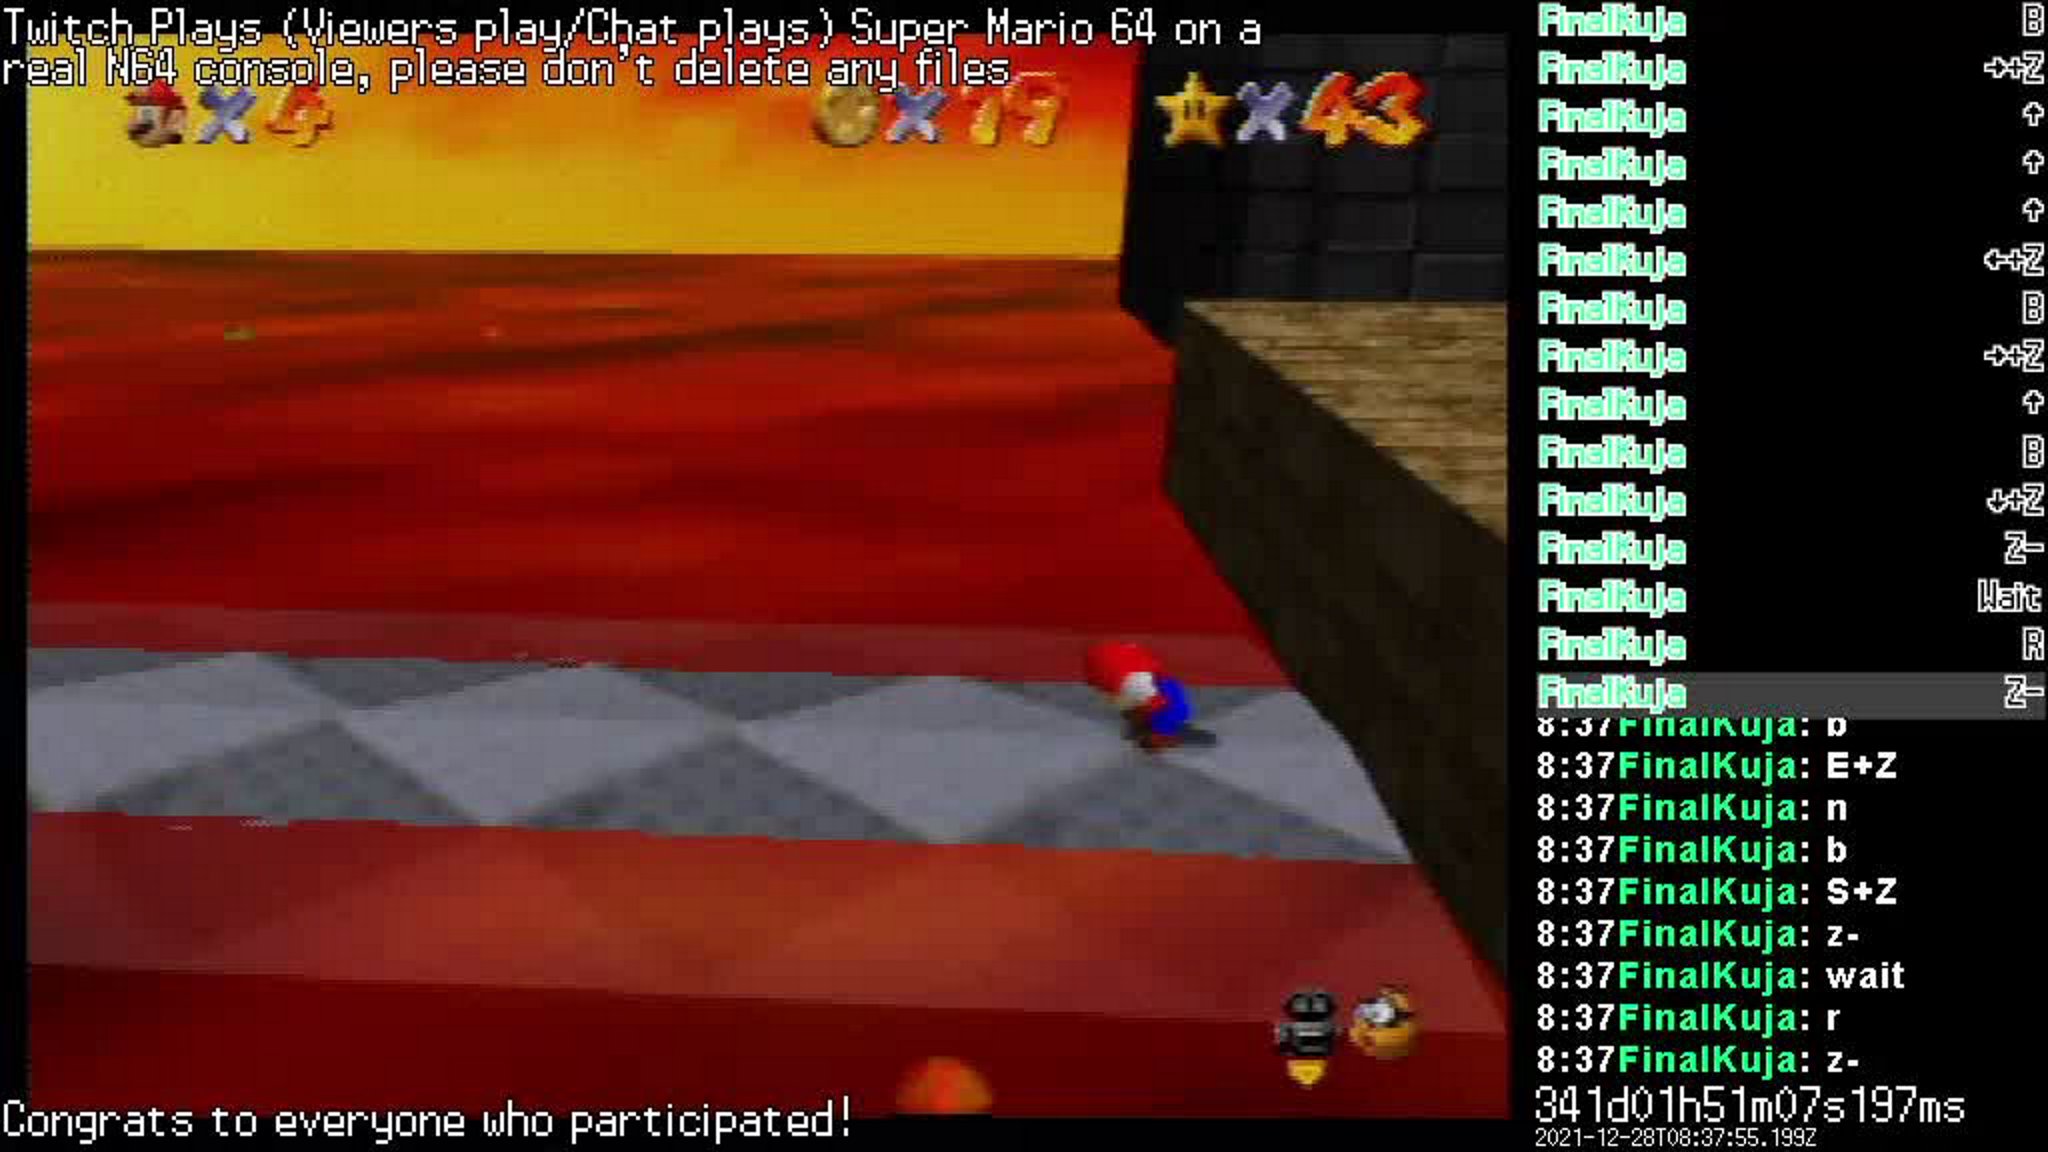 Twitch Plays (Viewers play/Chat plays) Super Mario 64 on a
real N64 console, please don't delete any files
x 4
x 19
x 43
FinalKuja B
FinalKuja →+Z
FinalKuja ↑
FinalKuja ↑
FinalKuja ↑
FinalKuja ←+Z
FinalKuja B
FinalKuja →+Z
FinalKuja ↑
FinalKuja B
FinalKuja ↓+Z
FinalKuja Z-
FinalKuja Wait
FinalKuja R
FinalKuja Z-
8:37FinalKuja: b
8:37FinalKuja: E+Z
8:37FinalKuja: n
8:37FinalKuja: b
8:37FinalKuja: S+Z
8:37FinalKuja: z-
8:37FinalKuja: wait
8:37FinalKuja: r
8:37FinalKuja: z-
341d01h51m07s197ms
2021-12-28T08:37:55.199Z
Congrats to everyone who participated!